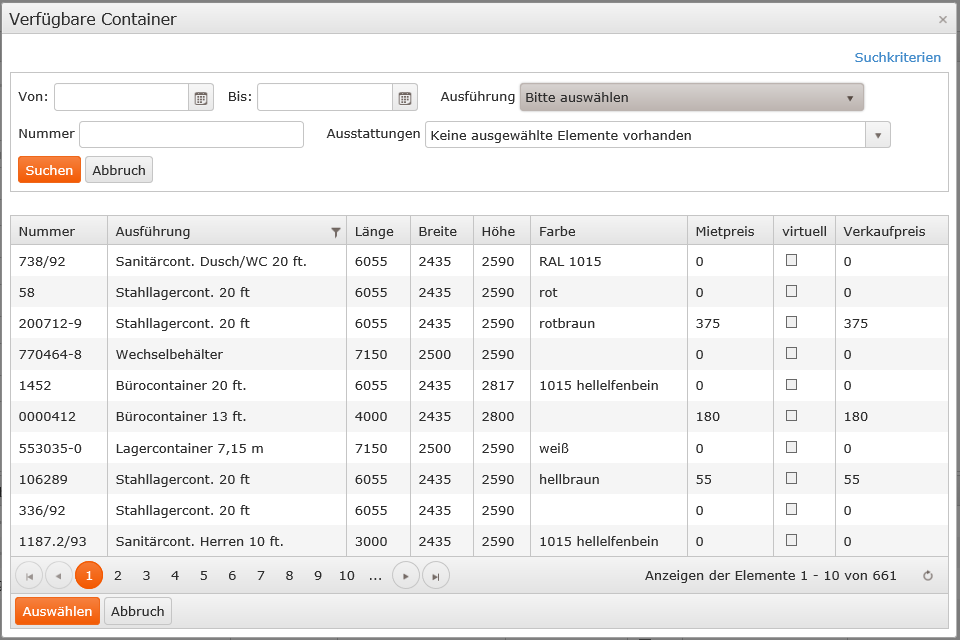 Verfügbare Container
Suchkriterien
Von: Bis: Ausführung Bitte auswählen
Nummer Ausstattungen Keine ausgewählte Elemente vorhanden
Suchen Abbruch
Nummer Ausführung Länge Breite Höhe Farbe Mietpreis virtuell Verkaufpreis
738/92 Sanitärcont. Dusch/WC 20 ft. 6055 2435 2590 RAL 1015 0 0
58 Stahllagercont. 20 ft 6055 2435 2590 rot 0 0
200712-9 Stahllagercont. 20 ft 6055 2435 2590 rotbraun 375 375
770464-8 Wechselbehälter 7150 2500 2590 0 0
1452 Bürocontainer 20 ft. 6055 2435 2817 1015 hellelfenbein 0 0
0000412 Bürocontainer 13 ft. 4000 2435 2800 180 180
553035-0 Lagercontainer 7,15 m 7150 2500 2590 weiß 0 0
106289 Stahllagercont. 20 ft 6055 2435 2590 hellbraun 55 55
336/92 Stahllagercont. 20 ft 6055 2435 2590 0 0
1187.2/93 Sanitärcont. Herren 10 ft. 3000 2435 2590 1015 hellelfenbein 0 0
1 2 3 4 5 6 7 8 9 10 ... Anzeigen der Elemente 1 - 10 von 661
Auswählen Abbruch